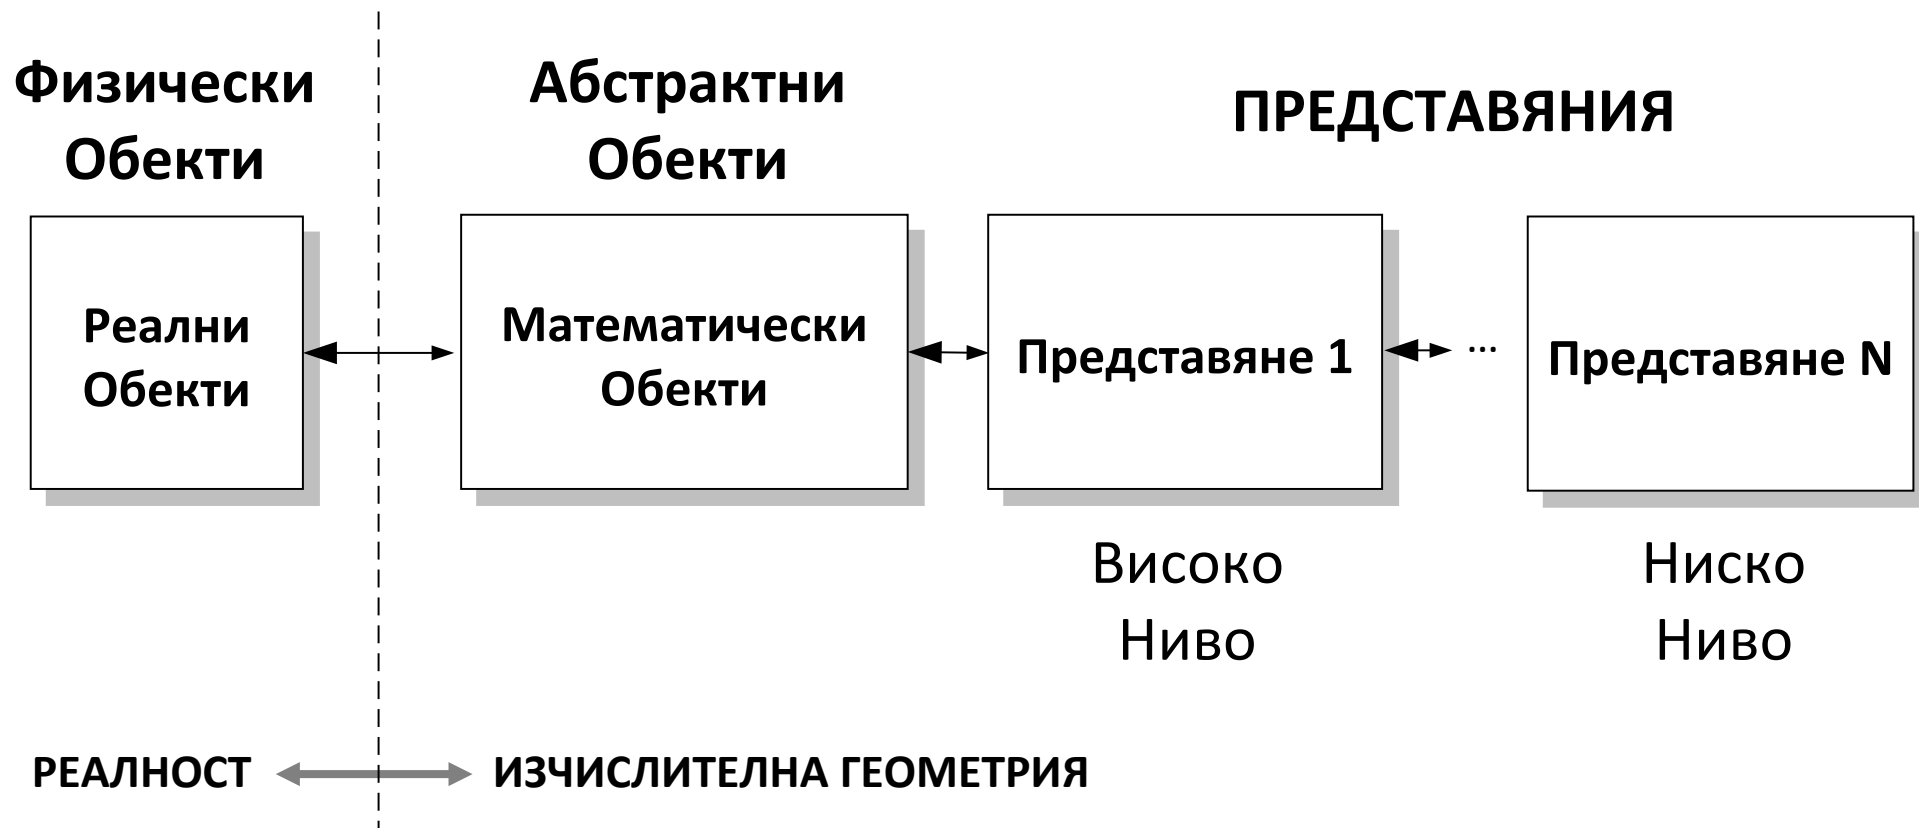 Физически
Обекти
Абстрактни
Обекти
ПРЕДСТАВЯНИЯ
Реални
Обекти
Математически
Обекти
Представяне 1
...
Представяне N
Високо
Ниво
Ниско
Ниво
РЕАЛНОСТ
ИЗЧИСЛИТЕЛНА ГЕОМЕТРИЯ